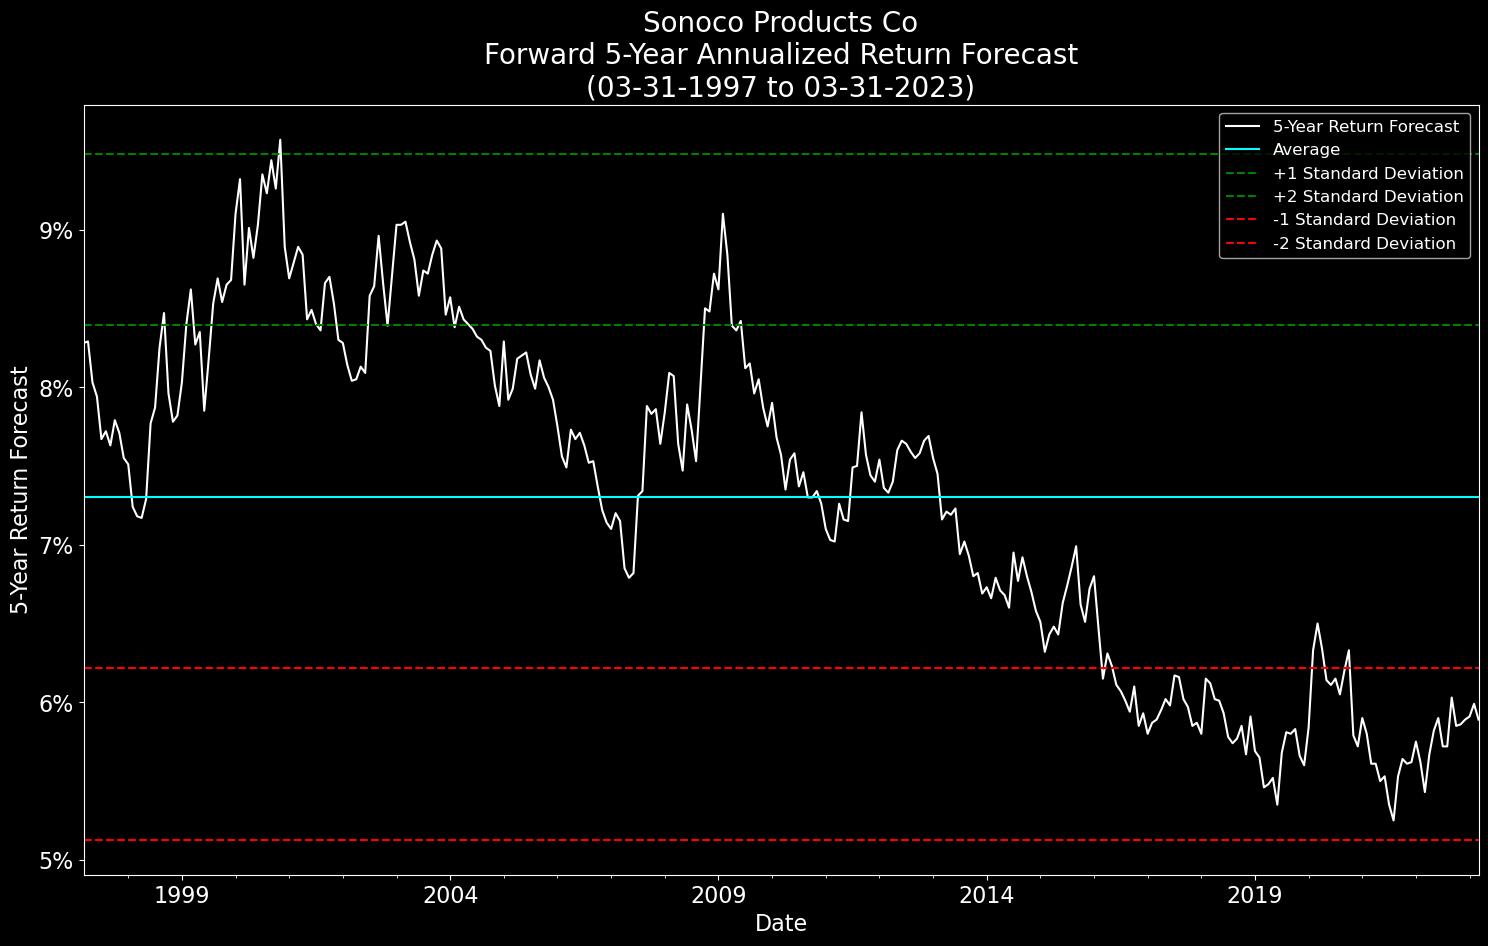 Sonoco Products Co
Forward 5-Year Annualized Return Forecast
(03-31-1997 to 03-31-2023)
5-Year Return Forecast
Average
+1 Standard Deviation
+2 Standard Deviation
-1 Standard Deviation
-2 Standard Deviation
5-Year Return Forecast
9%
8%
7%
6%
5%
1999 2004 2009 2014 2019
Date